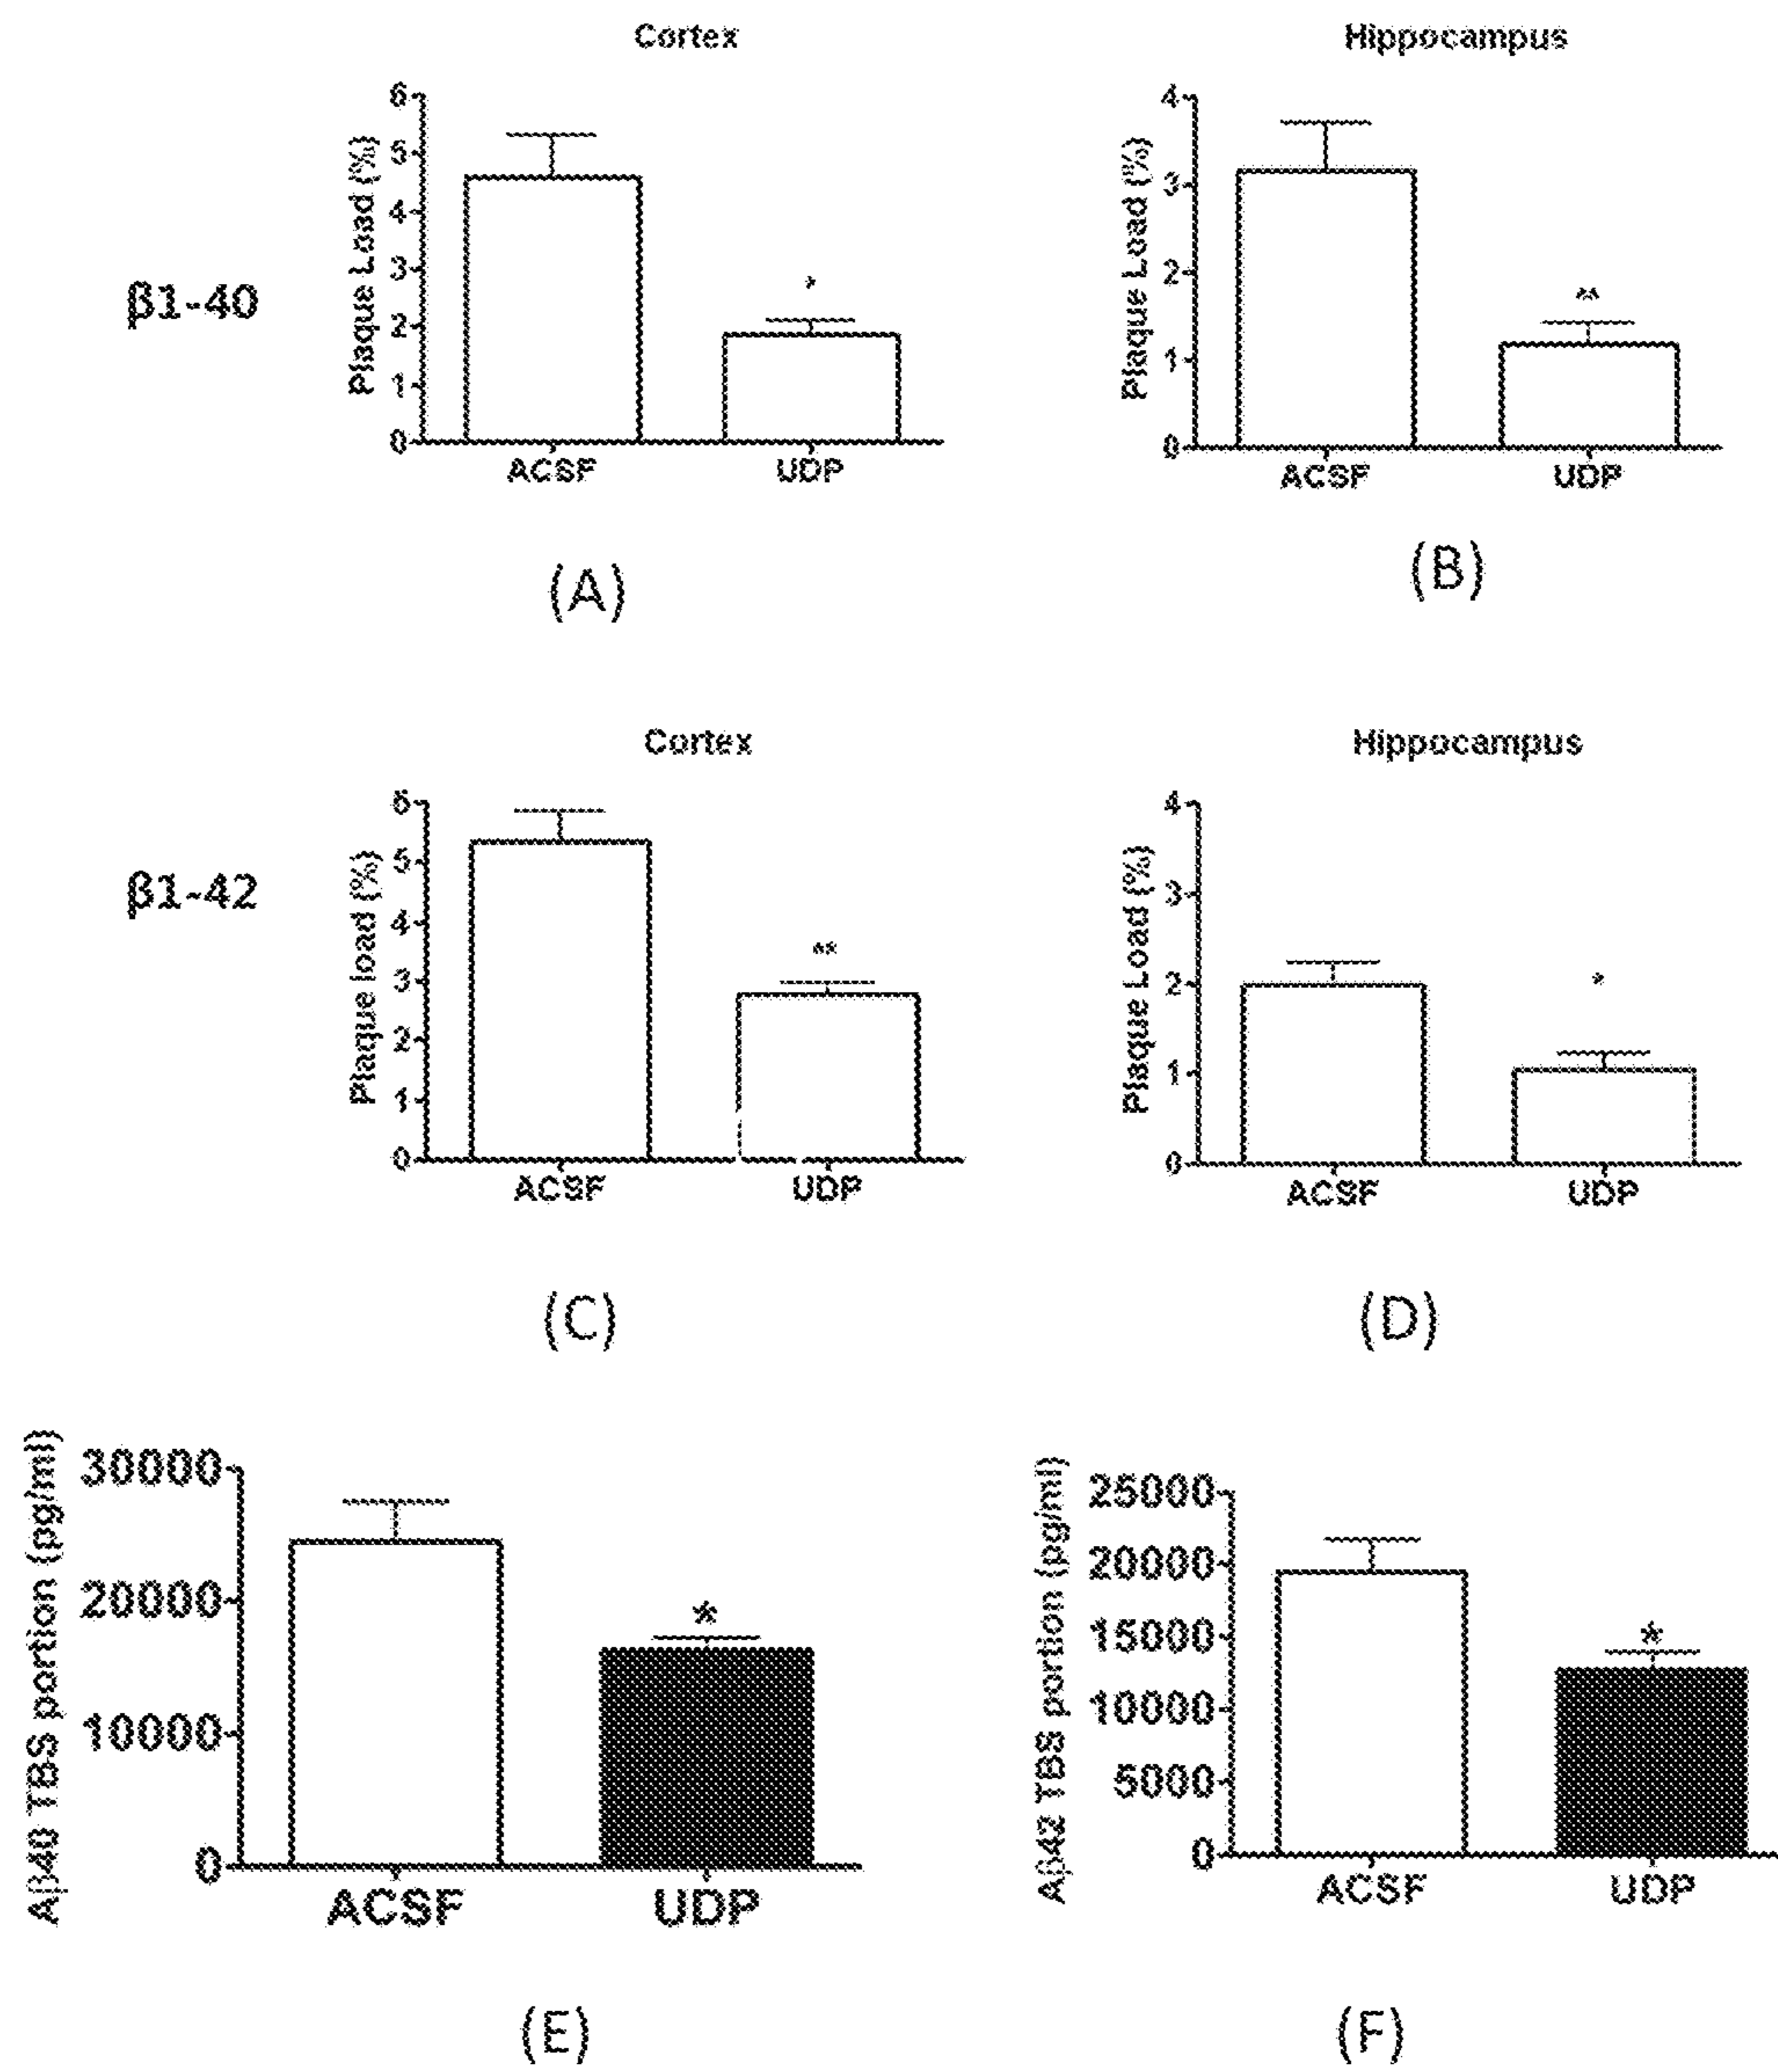 Cortex
Hippocampus
β1-40
Plaque Load (%)
6
5
4
3
2
1
0
*
ACSF
UDP
Plaque Load (%)
4
3
2
1
0
**
ACSF
UDP
(A)
(B)
Cortex
Hippocampus
β1-42
Plaque load (%)
6
5
4
3
2
1
0
**
ACSF
UDP
Plaque Load (%)
4
3
2
1
0
*
ACSF
UDP
(C)
(D)
Aβ40 TBS portion (pg/ml)
30000
20000
10000
0
*
ACSF
UDP
Aβ42 TBS portion (pg/ml)
25000
20000
15000
10000
5000
0
*
ACSF
UDP
(E)
(F)